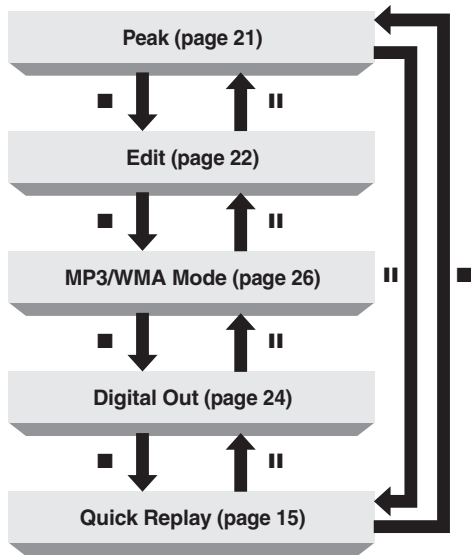 Peak (page 21)
Edit (page 22)
MP3/WMA Mode (page 26)
Digital Out (page 24)
Quick Replay (page 15)